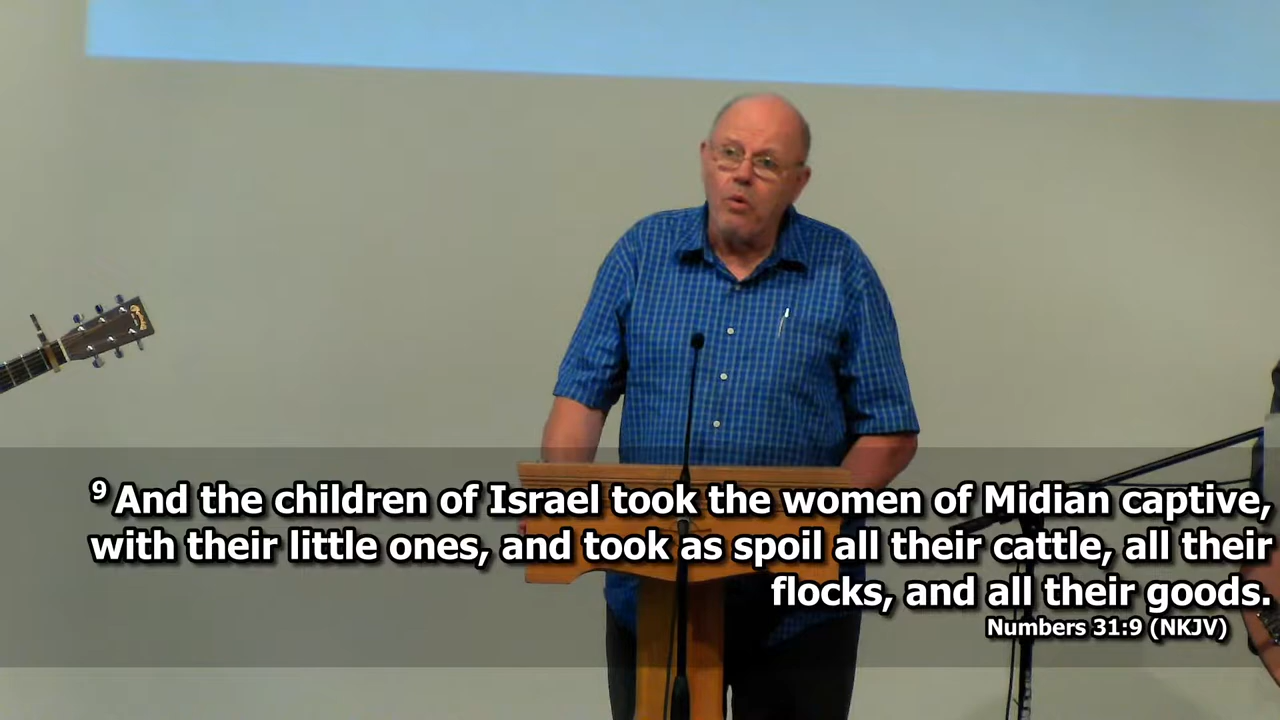 9 And the children of Israel took the women of Midian captive,
with their little ones, and took as spoil all their cattle, all their
flocks, and all their goods.
Numbers 31:9 (NKJV)